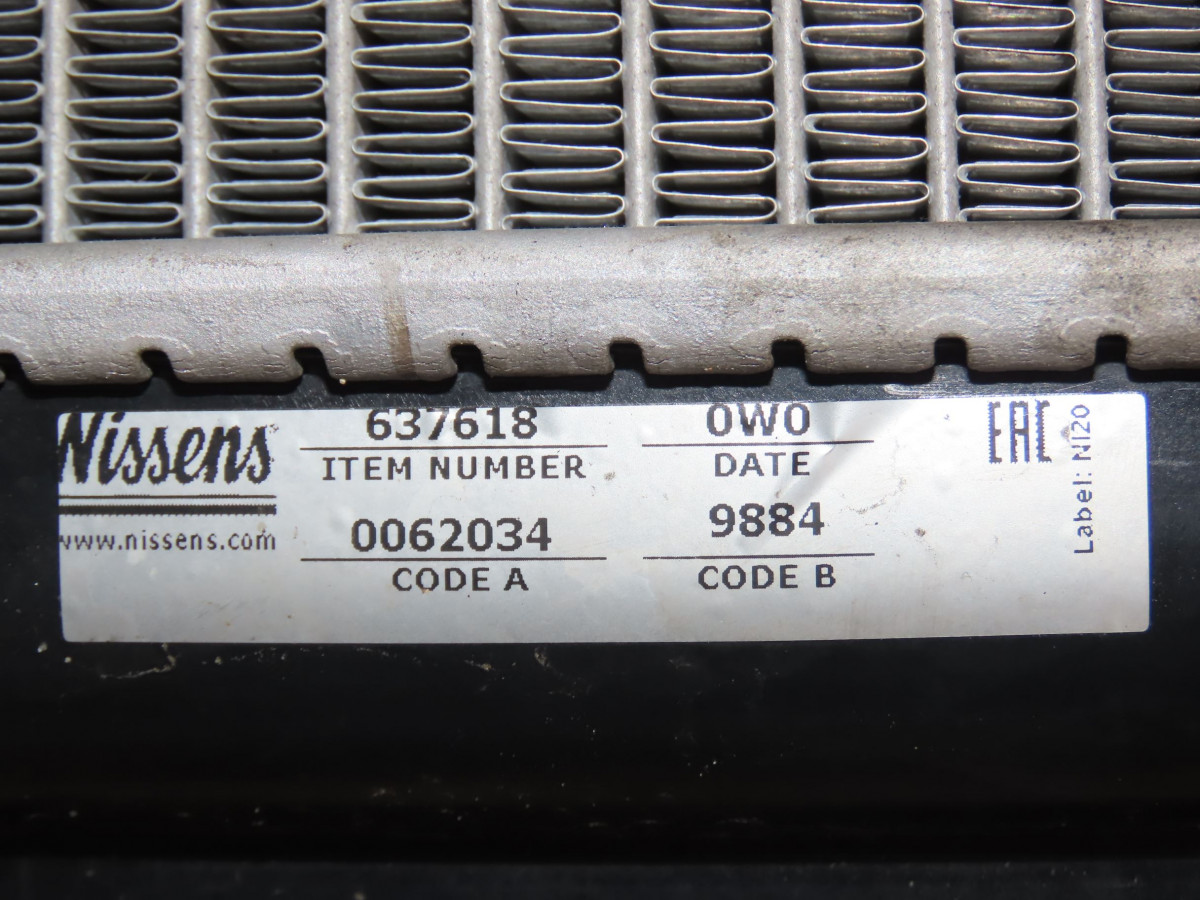 Nissens
www.nissens.com
637618
ITEM NUMBER
0062034
CODE A
0W0
DATE
9884
CODE B
EAC
Label: NI20